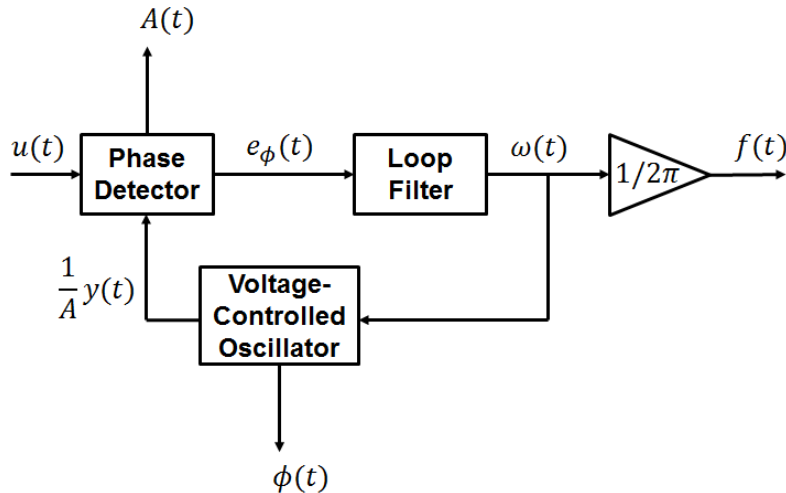 A(t)
u(t)
Phase
Detector
e_ϕ(t)
Loop
Filter
ω(t)
1/2π
f(t)
1/A y(t)
Voltage-
Controlled
Oscillator
ϕ(t)